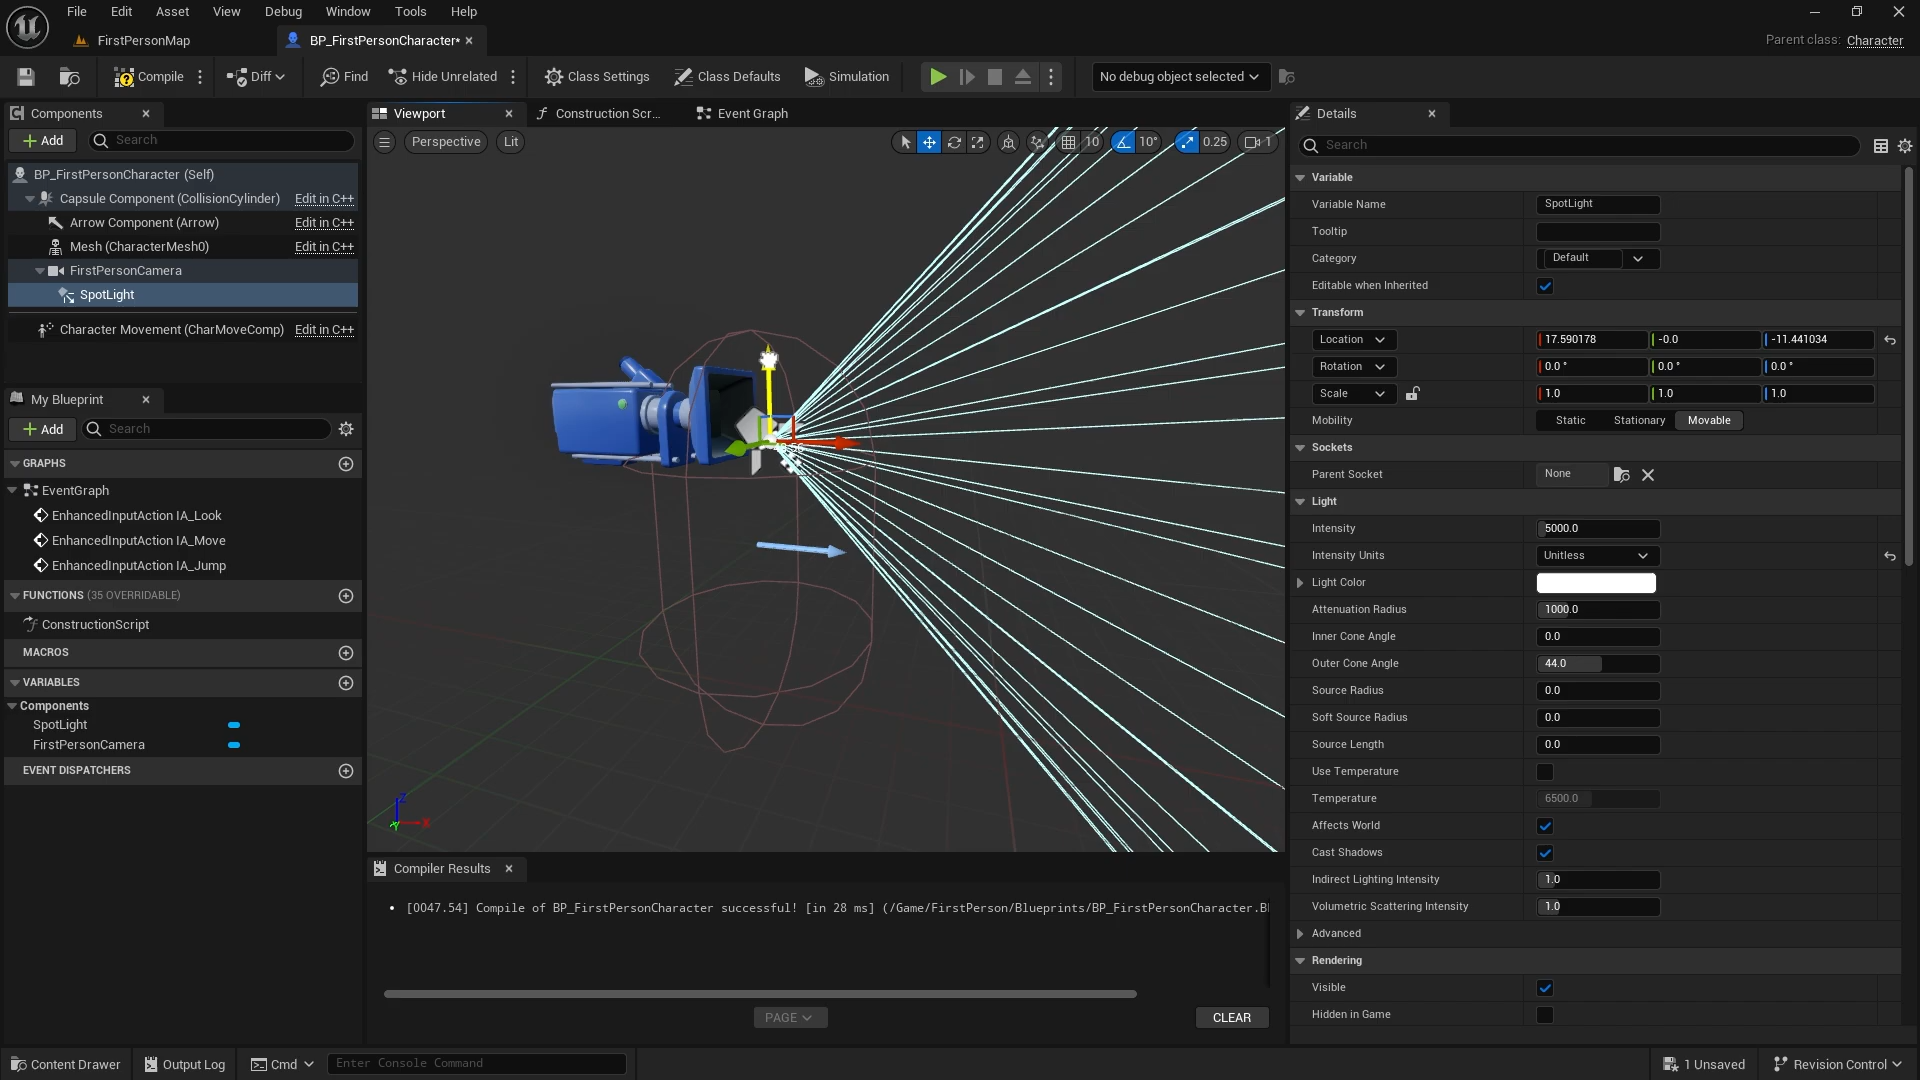 File Edit Asset View Debug Window Tools Help
FirstPersonMap
BP_FirstPersonCharacter*
Parent class: Character
Compile Diff Find Hide Unrelated Class Settings Class Defaults Simulation No debug object selected
Components
Add Search
BP_FirstPersonCharacter (Self)
Capsule Component (CollisionCylinder) Edit in C++
Arrow Component (Arrow) Edit in C++
Mesh (CharacterMesh0) Edit in C++
FirstPersonCamera
SpotLight
Character Movement (CharMoveComp) Edit in C++
My Blueprint
Add Search
GRAPHS
EventGraph
EnhancedInputAction IA_Look
EnhancedInputAction IA_Move
EnhancedInputAction IA_Jump
FUNCTIONS (35 OVERRIDABLE)
ConstructionScript
MACROS
VARIABLES
Components
SpotLight
FirstPersonCamera
EVENT DISPATCHERS
Viewport Construction Scr... Event Graph
Perspective Lit 10 10° 0.25 1
Z
X
Y
Compiler Results
[0047.54] Compile of BP_FirstPersonCharacter successful! [in 28 ms] (/Game/FirstPerson/Blueprints/BP_FirstPersonCharacter.
PAGE
CLEAR
Details
Search
Variable
Variable Name SpotLight
Tooltip
Category Default
Editable when Inherited
Transform
Location 17.590178 -0.0 -11.441034
Rotation 0.0 ° 0.0 ° 0.0 °
Scale 1.0 1.0 1.0
Mobility Static Stationary Movable
Sockets
Parent Socket None
Light
Intensity 5000.0
Intensity Units Unitless
Light Color
Attenuation Radius 1000.0
Inner Cone Angle 0.0
Outer Cone Angle 44.0
Source Radius 0.0
Soft Source Radius 0.0
Source Length 0.0
Use Temperature
Temperature 6500.0
Affects World
Cast Shadows
Indirect Lighting Intensity 1.0
Volumetric Scattering Intensity 1.0
Advanced
Rendering
Visible
Hidden in Game
Content Drawer Output Log Cmd Enter Console Command
1 Unsaved Revision Control